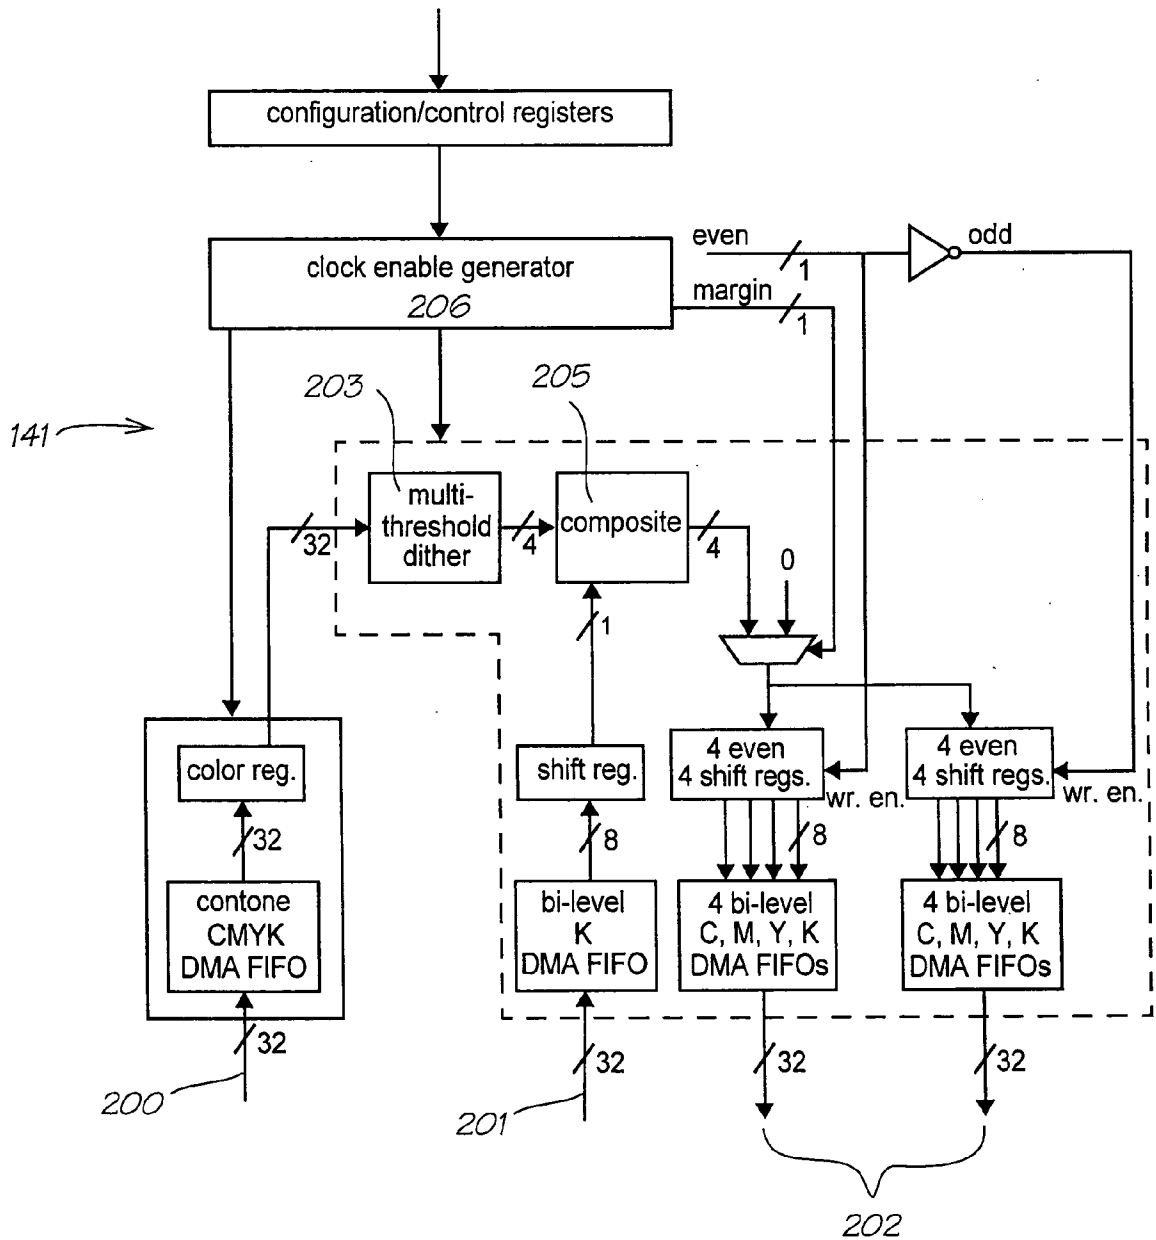 configuration/control registers
clock enable generator
206
even
1
odd
margin
1
203
205
141
multi-
threshold
dither
32
4
composite
4
0
1
color reg.
shift reg.
4 even
4 shift regs.
wr. en.
4 even
4 shift regs.
wr. en.
32
8
8
8
contone
CMYK
DMA FIFO
bi-level
K
DMA FIFO
4 bi-level
C, M, Y, K
DMA FIFOs
4 bi-level
C, M, Y, K
DMA FIFOs
32
32
32
32
200
201
202